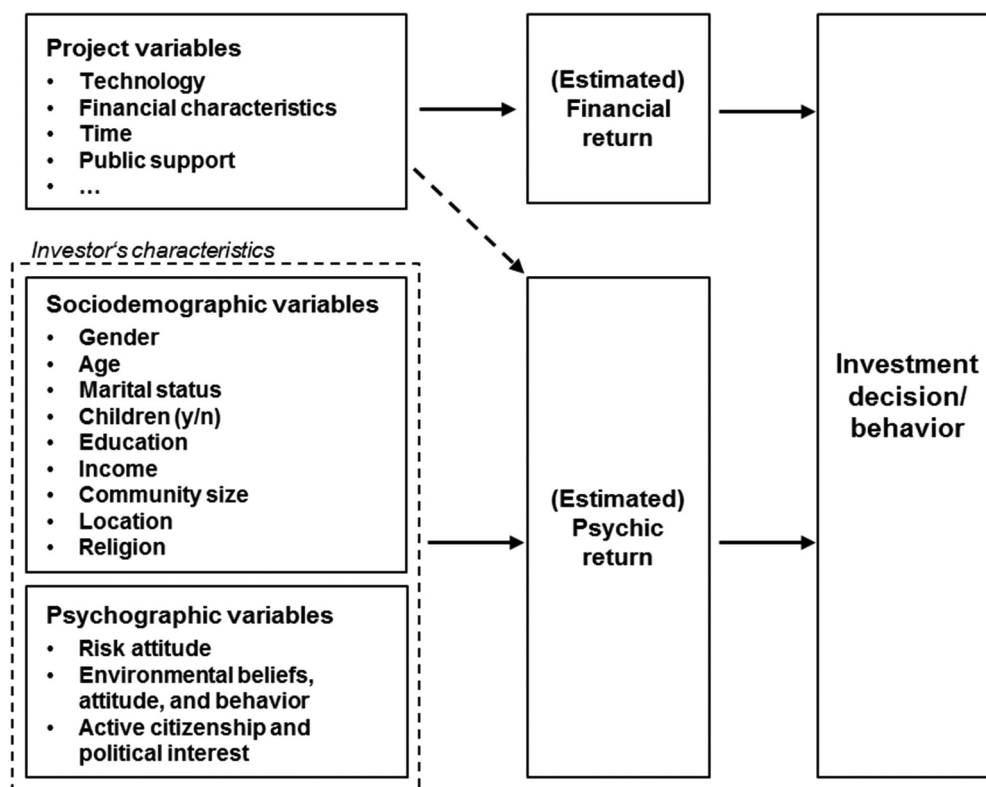 Project variables
• Technology
• Financial characteristics
• Time
• Public support
• ...
(Estimated)
Financial
return
Investor‘s characteristics
Sociodemographic variables
• Gender
• Age
• Marital status
• Children (y/n)
• Education
• Income
• Community size
• Location
• Religion
Psychographic variables
• Risk attitude
• Environmental beliefs,
attitude, and behavior
• Active citizenship and
political interest
(Estimated)
Psychic
return
Investment
decision/
behavior